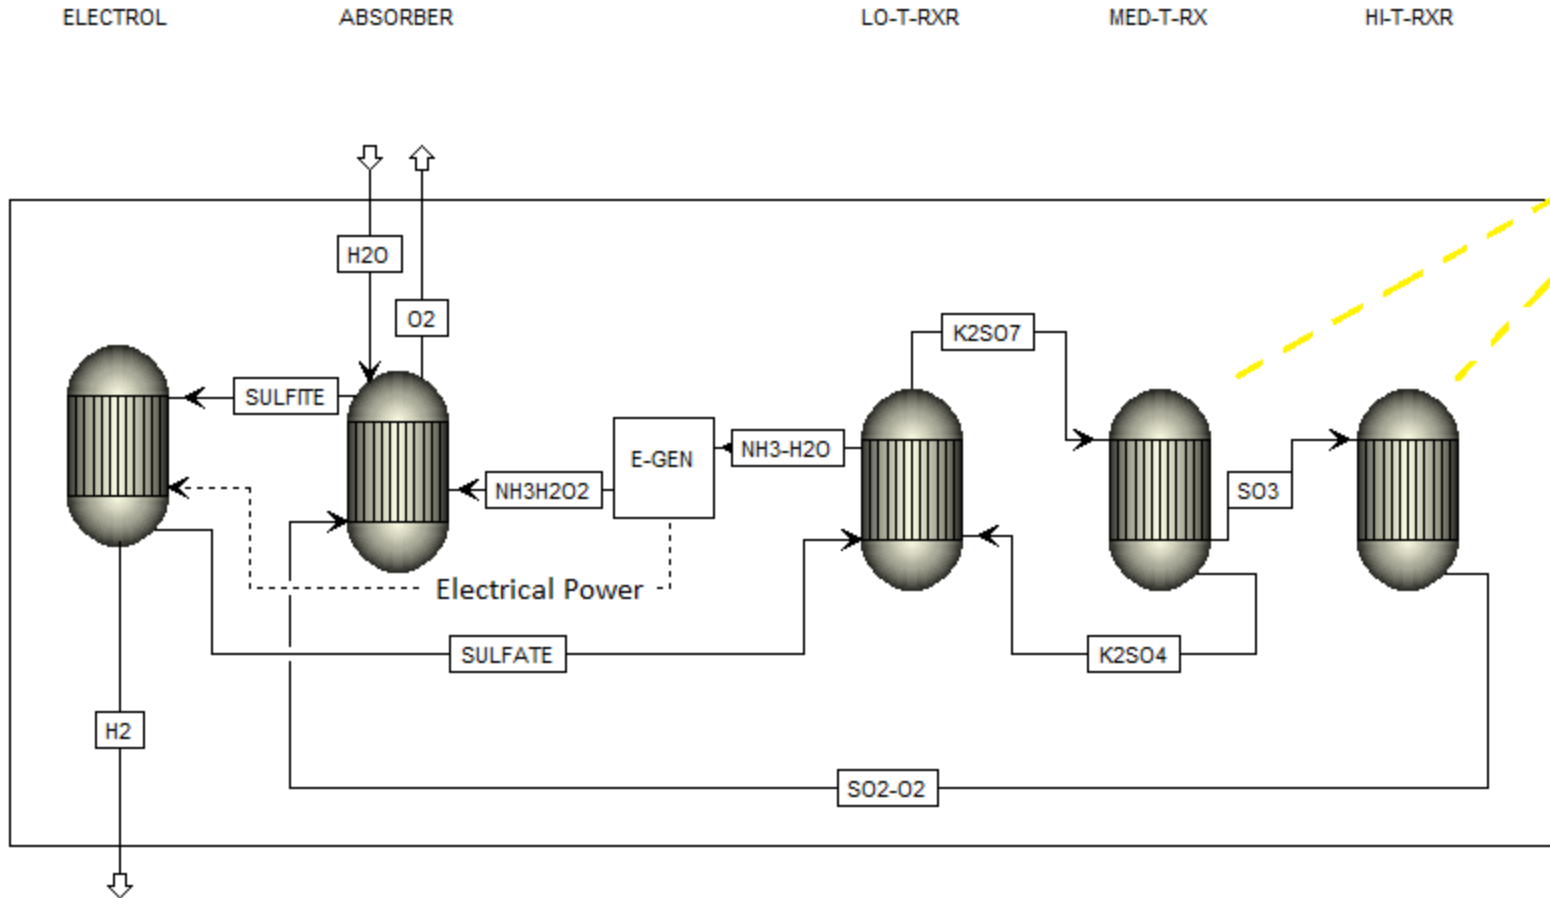 ELECTROL ABSORBER LO-T-RXR MED-T-RX HI-T-RXR
H2O
O2
K2SO7
SULFITE
NH3-H2O
E-GEN
NH3H2O2
SO3
Electrical Power
SULFATE
K2SO4
H2
SO2-O2